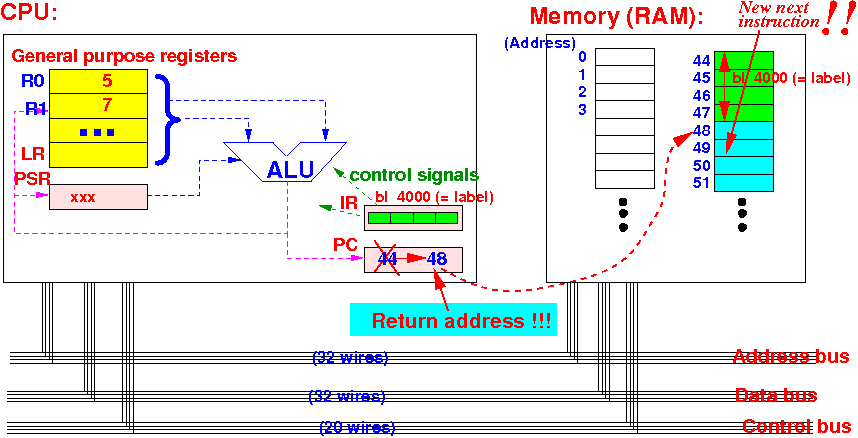 CPU:
General purpose registers
R0
5
R1
7
LR
PSR
xxx
ALU
control signals
bl 4000 (= label)
IR
PC
44
48
Return address !!!
Memory (RAM):
New next
instruction
!!
(Address)
0
1
2
3
44
45
46
47
48
49
50
51
bl 4000 (= label)
(32 wires)
Address bus
(32 wires)
Data bus
(20 wires)
Control bus